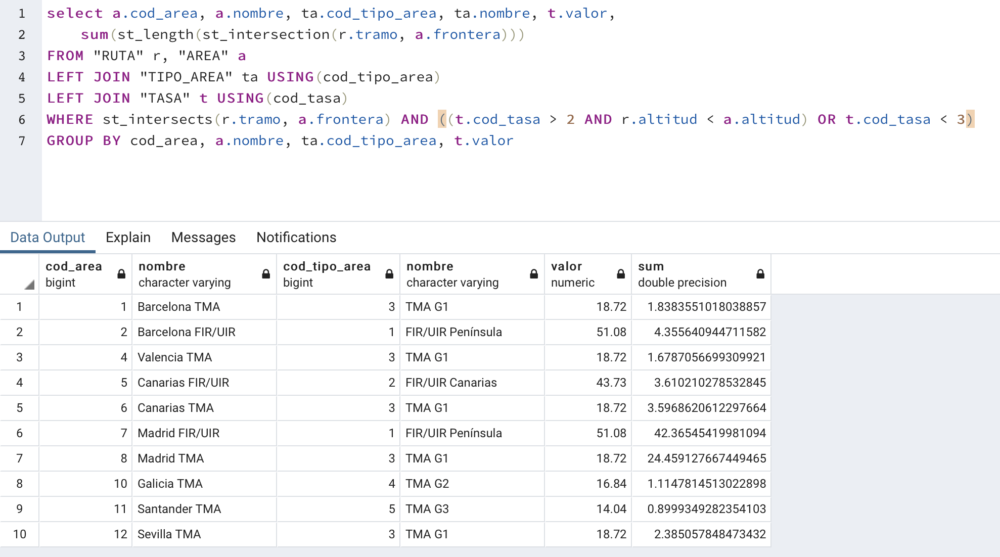 1 select a.cod_area, a.nombre, ta.cod_tipo_area, ta.nombre, t.valor,
2 sum(st_length(st_intersection(r.tramo, a.frontera)))
3 FROM "RUTA" r, "AREA" a
4 LEFT JOIN "TIPO_AREA" ta USING(cod_tipo_area)
5 LEFT JOIN "TASA" t USING(cod_tasa)
6 WHERE st_intersects(r.tramo, a.frontera) AND ((t.cod_tasa > 2 AND r.altitud < a.altitud) OR t.cod_tasa < 3)
7 GROUP BY cod_area, a.nombre, ta.cod_tipo_area, t.valor
Data Output Explain Messages Notifications
cod_area nombre cod_tipo_area nombre valor sum
bigint character varying bigint character varying numeric double precision
1 1 Barcelona TMA 3 TMA G1 18.72 1.8383551018038857
2 2 Barcelona FIR/UIR 1 FIR/UIR Península 51.08 4.355640944711582
3 4 Valencia TMA 3 TMA G1 18.72 1.6787056699309921
4 5 Canarias FIR/UIR 2 FIR/UIR Canarias 43.73 3.610210278532845
5 6 Canarias TMA 3 TMA G1 18.72 3.5968620612297664
6 7 Madrid FIR/UIR 1 FIR/UIR Península 51.08 42.36545419981094
7 8 Madrid TMA 3 TMA G1 18.72 24.459127667449465
8 10 Galicia TMA 4 TMA G2 16.84 1.1147814513022898
9 11 Santander TMA 5 TMA G3 14.04 0.8999349282354103
10 12 Sevilla TMA 3 TMA G1 18.72 2.385057848473432